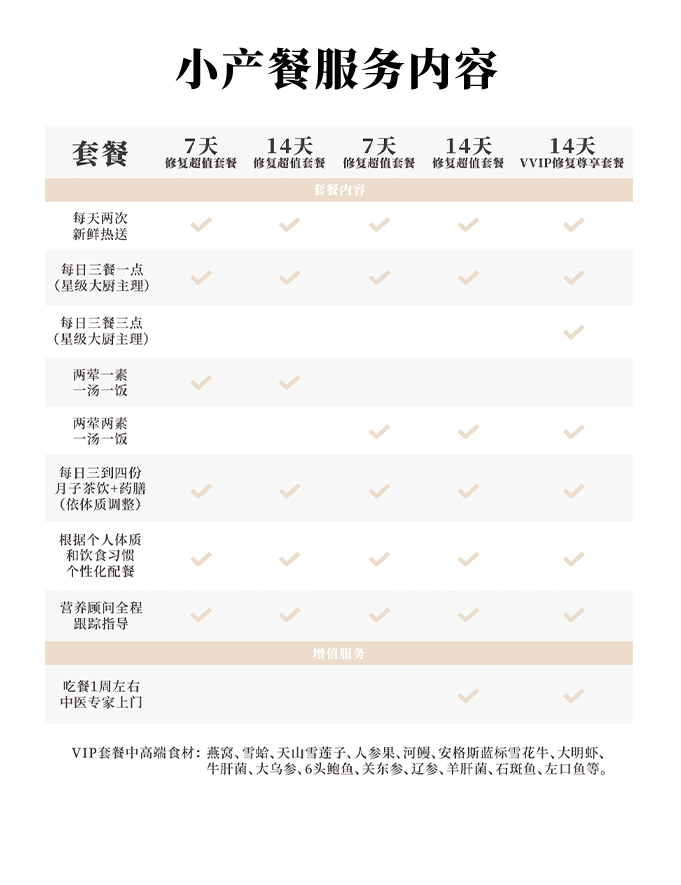 小产餐服务内容
套餐
7天 14天 7天 14天 14天
修复超值套餐 修复超值套餐 修复超值套餐 修复超值套餐 VVIP修复尊享套餐
套餐内容
每天两次
新鲜热送
每日三餐一点
（星级大厨主理）
每日三餐三点
（星级大厨主理）
两荤一素
一汤一饭
两荤两素
一汤一饭
每日三到四份
月子茶饮+药膳
（依体质调整）
根据个人体质
和饮食习惯
个性化配餐
营养顾问全程
跟踪指导
增值服务
吃餐1周左右
中医专家上门
VIP套餐中高端食材：燕窝、雪蛤、天山雪莲子、人参果、河鳗、安格斯蓝标雪花牛、大明虾、
牛肝菌、大乌参、6头鲍鱼、关东参、辽参、羊肝菌、石斑鱼、左口鱼等。